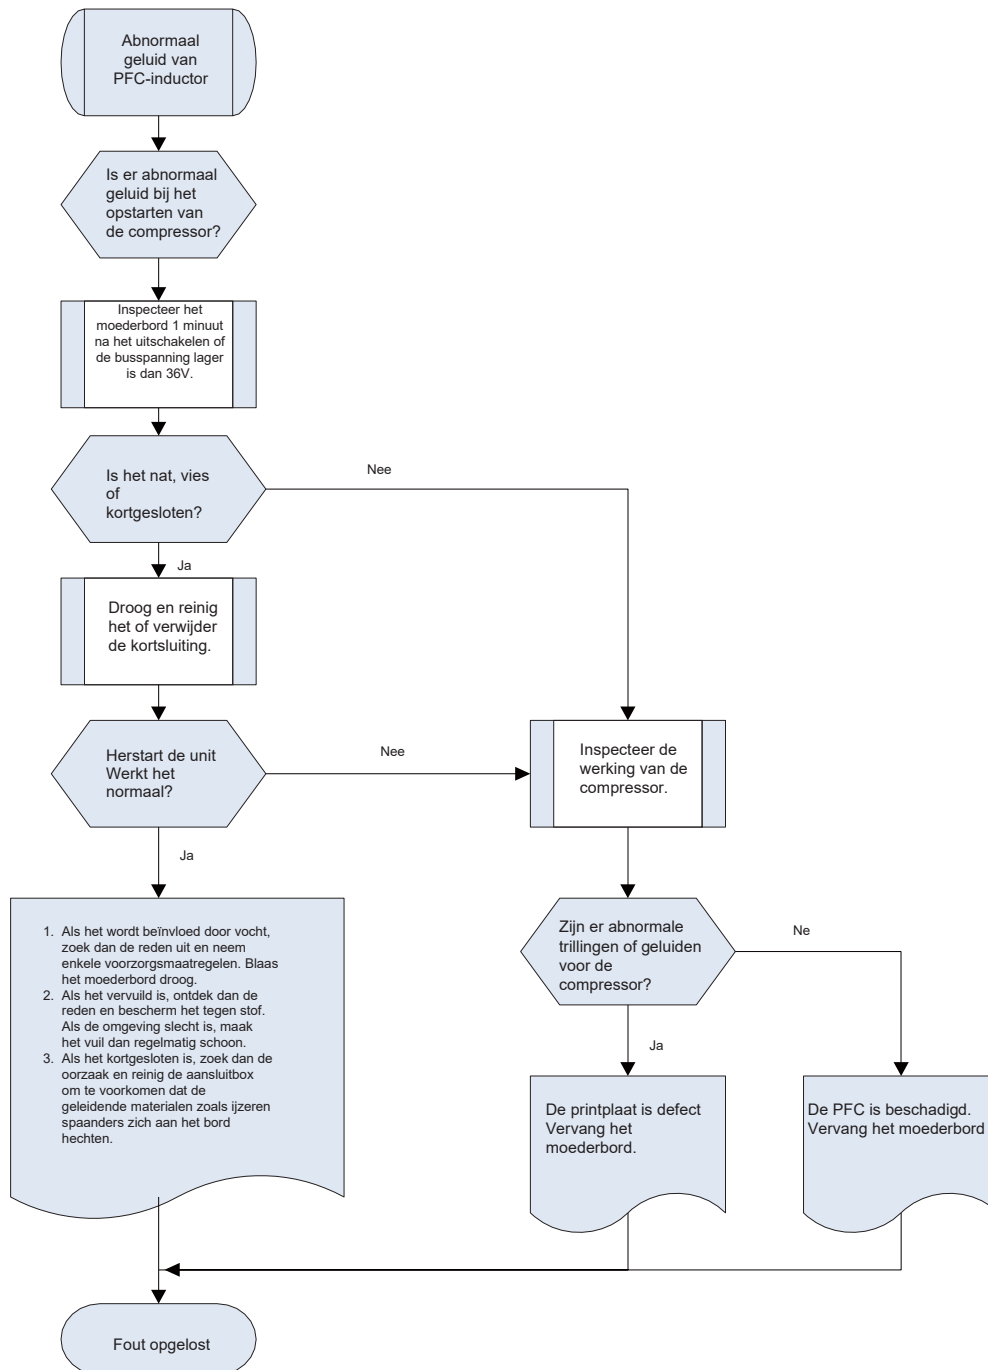 Abnormaal
geluid van
PFC-inductor
Is er abnormaal
geluid bij het
opstarten van
de compressor?
Inspecteer het
moederbord 1 minuut
na het uitschakelen of
de busspanning lager
is dan 36V.
Is het nat, vies
of
kortgesloten?
Nee
Ja
Droog en reinig
het of verwijder
de kortsluiting.
Herstart de unit
Werkt het
normaal?
Nee
Inspecteer de
werking van de
compressor.
Ja
1. Als het wordt beïnvloed door vocht,
zoek dan de reden uit en neem
enkele voorzorgsmaatregelen. Blaas
het moederbord droog.
2. Als het vervuild is, ontdek dan de
reden en bescherm het tegen stof.
Als de omgeving slecht is, maak
het vuil dan regelmatig schoon.
3. Als het kortgesloten is, zoek dan de
oorzaak en reinig de aansluitbox
om te voorkomen dat de
geleidende materialen zoals ijzeren
spaanders zich aan het bord
hechten.
Zijn er abnormale
trillingen of geluiden
voor de
compressor?
Ne
Ja
De printplaat is defect
Vervang het
moederbord.
De PFC is beschadigd.
Vervang het moederbord
Fout opgelost